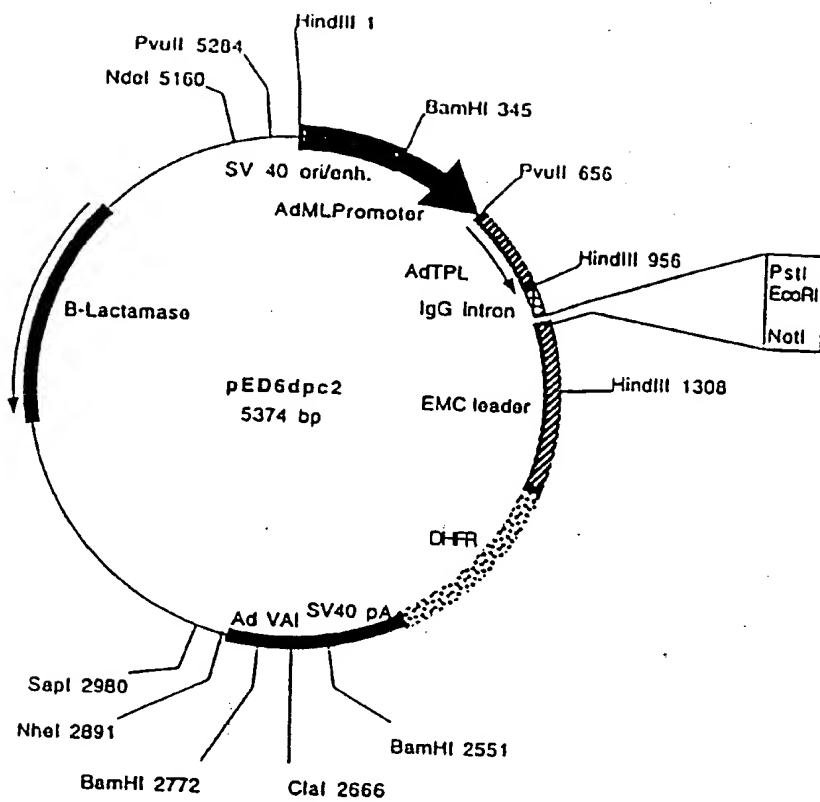 HindIII 1
PvuII 5284
NdeI 5160
BamHI 345
SV 40 ori/enh.
PvuII 656
AdMLPromoter
HindIII 956
AdTPL
PstI
EcoRI
IgG Intron
NotI
B-Lactamase
pED6dpc2
5374 bp
EMC leader
HindIII 1308
DHFR
Ad VAI
SV40 pA
SapI 2980
NheI 2891
BamHI 2551
BamHI 2772
ClaI 2666